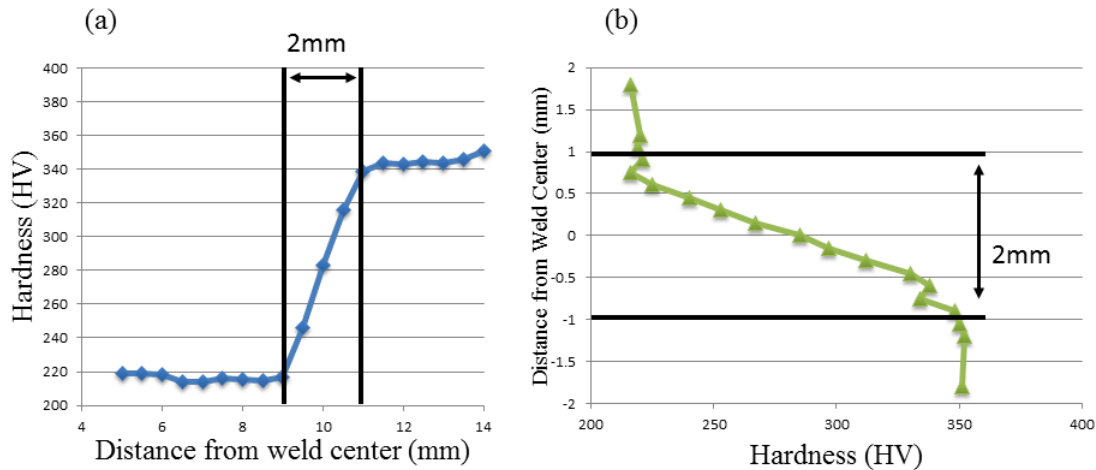 (a)
2mm
400
380
360
340
320
300
280
260
240
220
200
Hardness (HV)
4 6 8 10 12 14
Distance from weld center (mm)
(b)
2
1.5
1
0.5
0
-0.5
-1
-1.5
-2
Distance from Weld Center (mm)
2mm
200 250 300 350 400
Hardness (HV)